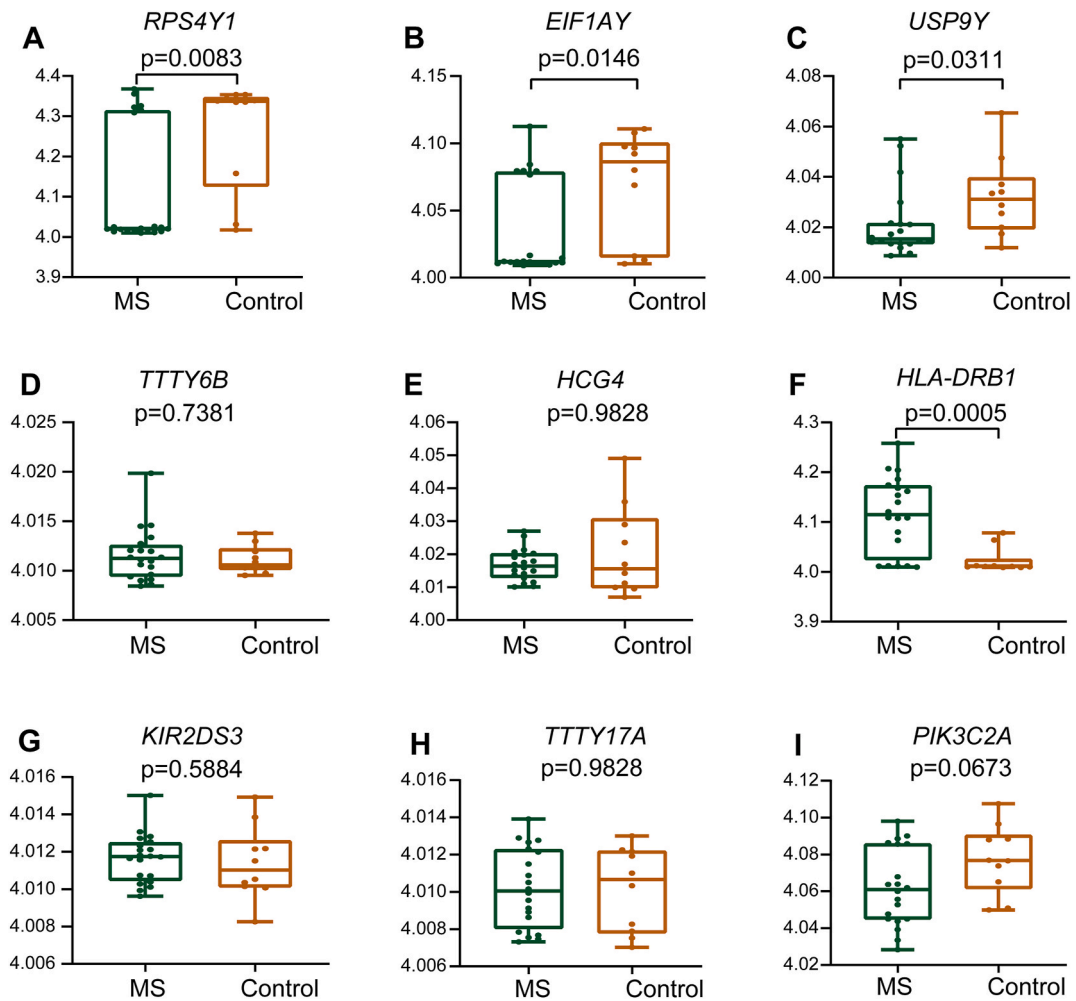 A
RPS4Y1
p=0.0083
4.4
4.3
4.2
4.1
4.0
3.9
MS Control
B
EIF1AY
p=0.0146
4.15
4.10
4.05
4.00
MS Control
C
USP9Y
p=0.0311
4.08
4.06
4.04
4.02
4.00
MS Control
D
TTTY6B
p=0.7381
4.025
4.020
4.015
4.010
4.005
MS Control
E
HCG4
p=0.9828
4.06
4.05
4.04
4.03
4.02
4.01
4.00
MS Control
F
HLA-DRB1
p=0.0005
4.3
4.2
4.1
4.0
3.9
MS Control
G
KIR2DS3
p=0.5884
4.016
4.014
4.012
4.010
4.008
4.006
MS Control
H
TTTY17A
p=0.9828
4.016
4.014
4.012
4.010
4.008
4.006
MS Control
I
PIK3C2A
p=0.0673
4.12
4.10
4.08
4.06
4.04
4.02
MS Control